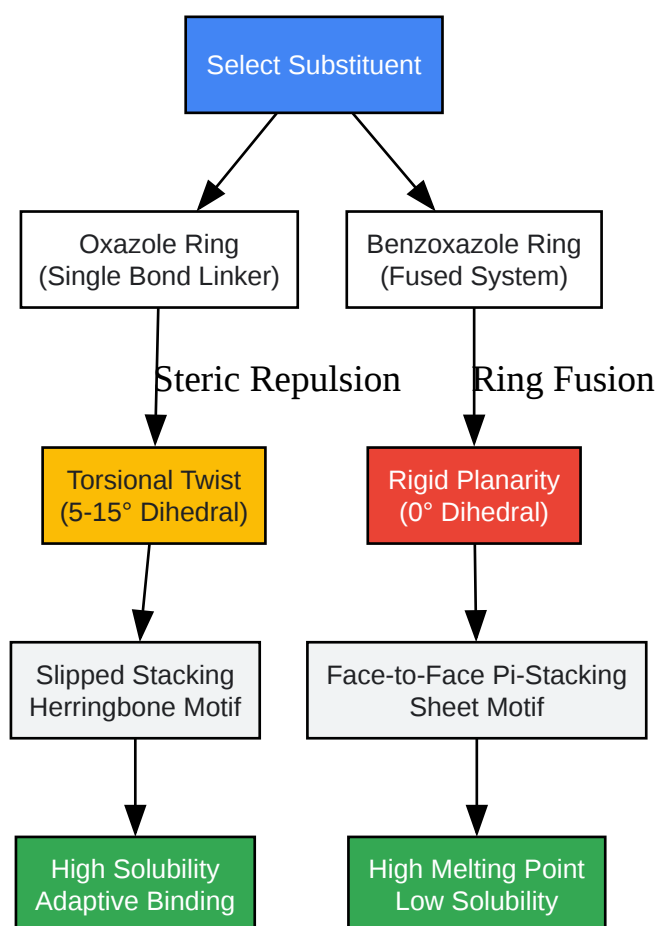 Select Substituent
Oxazole Ring
(Single Bond Linker)
Benzoxazole Ring
(Fused System)
Steric Repulsion
Ring Fusion
Torsional Twist
(5-15° Dihedral)
Rigid Planarity
(0° Dihedral)
Slipped Stacking
Herringbone Motif
Face-to-Face Pi-Stacking
Sheet Motif
High Solubility
Adaptive Binding
High Melting Point
Low Solubility